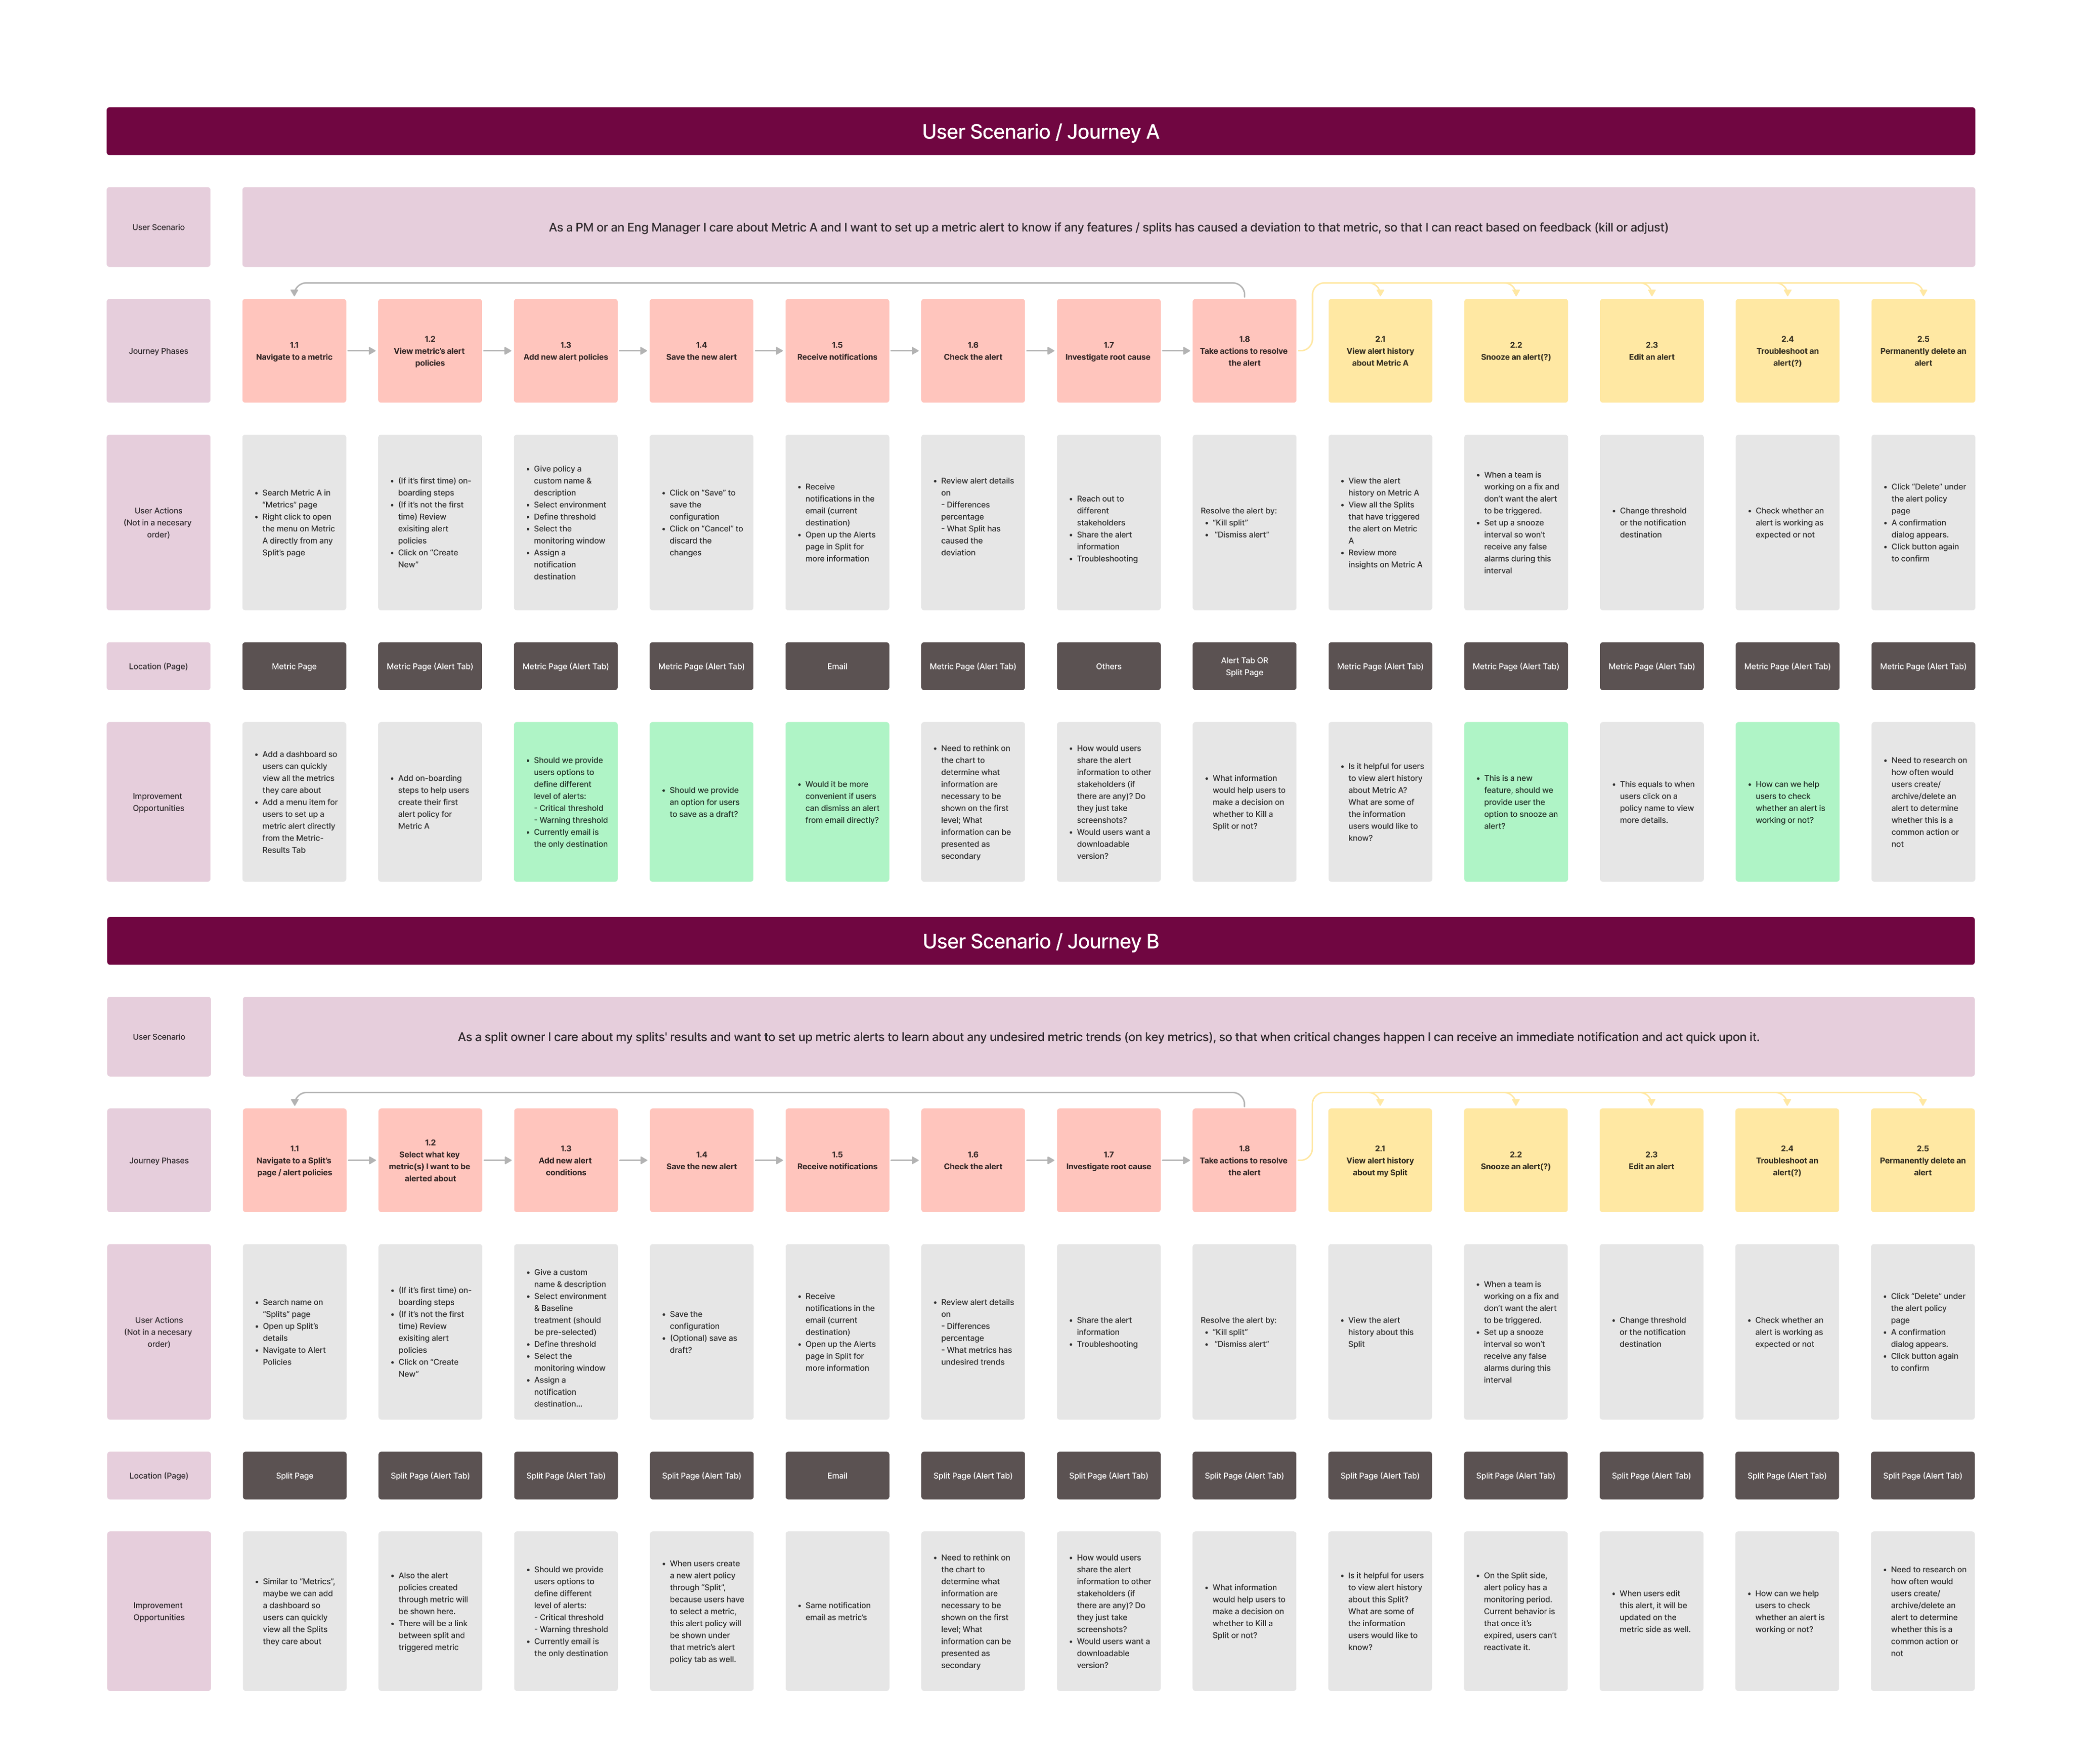 User Scenario / Journey A
User Scenario
As a PM or an Eng Manager I care about Metric A and I want to set up a metric alert to know if any features / splits has caused a deviation to that metric, so that I can react based on feedback (kill or adjust)
Journey Phases
1.1
Navigate to a metric
1.2
View metric's alert
policies
1.3
Add new alert policies
1.4
Save the new alert
1.5
Receive notifications
1.6
Check the alert
1.7
Investigate root cause
1.8
Take actions to resolve
the alert
2.1
View alert history
about Metric A
2.2
Snooze an alert(?)
2.3
Edit an alert
2.4
Troubleshoot an
alert(?)
2.5
Permanently delete an
alert
User Actions
(Not in a necesary
order)
• Search Metric A in
"Metrics" page
• Right click to open
the menu on Metric
A directly from any
Split's page
• (If it's first time) on-
boarding steps
• (If it's not the first
time) Review
exisiting alert
policies
• Click on "Create
New"
• Give policy a
custom name &
description
• Select environment
• Define threshold
• Select the
monitoring window
• Assign a
notification
destination
• Click on "Save" to
save the
configuration
• Click on "Cancel" to
discard the
changes
• Receive
notifications in the
email (current
destination)
• Open up the Alerts
page in Split for
more information
• Review alert details
on
- Differences
percentage
- What Split has
caused the
deviation
• Reach out to
different
stakeholders
• Share the alert
information
• Troubleshooting
Resolve the alert by:
• "Kill split"
• "Dismiss alert"
• View the alert
history on Metric A
• View all the Splits
that have triggered
the alert on Metric
A
• Review more
insights on Metric A
• When a team is
working on a fix and
don't want the alert
to be triggered.
• Set up a snooze
interval so won't
receive any false
alarms during this
interval
• Change threshold
or the notification
destination
• Check whether an
alert is working as
expected or not
• Click "Delete" under
the alert policy
page
• A confirmation
dialog appears.
• Click button again
to confirm
Location (Page)
Metric Page
Metric Page (Alert Tab)
Metric Page (Alert Tab)
Metric Page (Alert Tab)
Email
Metric Page (Alert Tab)
Others
Alert Tab OR
Split Page
Metric Page (Alert Tab)
Metric Page (Alert Tab)
Metric Page (Alert Tab)
Metric Page (Alert Tab)
Metric Page (Alert Tab)
Improvement
Opportunities
• Add a dashboard so
users can quickly
view all the metrics
they care about
• Add a menu item for
users to set up a
metric alert directly
from the Metric-
Results Tab
• Add on-boarding
steps to help users
create their first
alert policy for
Metric A
• Should we provide
users options to
define different
level of alerts:
- Critical threshold
- Warning threshold
• Currently email is
the only destination
• Should we provide
an option for users
to save as a draft?
• Would it be more
convenient if users
can dismiss an alert
from email directly?
• Need to rethink on
the chart to
determine what
information are
necessary to be
shown on the first
level; What
information can be
presented as
secondary
• How would users
share the alert
information to other
stakeholders (if
there are any)? Do
they just take
screenshots?
• Would users want a
downloadable
version?
• What information
would help users to
make a decision on
whether to Kill a
Split or not?
• Is it helpful for users
to view alert history
about Metric A?
What are some of
the information
users would like to
know?
• This is a new
feature, should we
provide user the
option to snooze an
alert?
• This equals to when
users click on a
policy name to view
more details.
• How can we help
users to check
whether an alert is
working or not?
• Need to research on
how often would
users create/
archive/delete an
alert to determine
whether this is a
common action or
not
User Scenario / Journey B
User Scenario
As a split owner I care about my splits' results and want to set up metric alerts to learn about any undesired metric trends (on key metrics), so that when critical changes happen I can receive an immediate notification and act quick upon it.
Journey Phases
1.1
Navigate to a Split's
page / alert policies
1.2
Select what key
metric(s) I want to be
alerted about
1.3
Add new alert
conditions
1.4
Save the new alert
1.5
Receive notifications
1.6
Check the alert
1.7
Investigate root cause
1.8
Take actions to resolve
the alert
2.1
View alert history
about my Split
2.2
Snooze an alert(?)
2.3
Edit an alert
2.4
Troubleshoot an
alert(?)
2.5
Permanently delete an
alert
User Actions
(Not in a necesary
order)
• Search name on
"Splits" page
• Open up Split's
details
• Navigate to Alert
Policies
• (If it's first time) on-
boarding steps
• (If it's not the first
time) Review
exisiting alert
policies
• Click on "Create
New"
• Give a custom
name & description
• Select environment
& Baseline
treatment (should
be pre-selected)
• Define threshold
• Select the
monitoring window
• Assign a
notification
destination...
• Save the
configuration
• (Optional) save as
draft?
• Receive
notifications in the
email (current
destination)
• Open up the Alerts
page in Split for
more information
• Review alert details
on
- Differences
percentage
- What metrics has
undesired trends
• Share the alert
information
• Troubleshooting
Resolve the alert by:
• "Kill split"
• "Dismiss alert"
• View the alert
history about this
Split
• When a team is
working on a fix and
don't want the alert
to be triggered.
• Set up a snooze
interval so won't
receive any false
alarms during this
interval
• Change threshold
or the notification
destination
• Check whether an
alert is working as
expected or not
• Click "Delete" under
the alert policy
page
• A confirmation
dialog appears.
• Click button again
to confirm
Location (Page)
Split Page
Split Page (Alert Tab)
Split Page (Alert Tab)
Split Page (Alert Tab)
Email
Split Page (Alert Tab)
Split Page (Alert Tab)
Split Page (Alert Tab)
Split Page (Alert Tab)
Split Page (Alert Tab)
Split Page (Alert Tab)
Split Page (Alert Tab)
Split Page (Alert Tab)
Improvement
Opportunities
• Similar to "Metrics",
maybe we can add
a dashboard so
users can quickly
view all the Splits
they care about
• Also the alert
policies created
through metric will
be shown here.
• There will be a link
between split and
triggered metric
• Should we provide
users options to
define different
level of alerts:
- Critical threshold
- Warning threshold
• Currently email is
the only destination
• When users create
a new alert policy
through "Split",
because users have
to select a metric,
this alert policy will
be shown under
that metric's alert
policy tab as well.
• Same notification
email as metric's
• Need to rethink on
the chart to
determine what
information are
necessary to be
shown on the first
level; What
information can be
presented as
secondary
• How would users
share the alert
information to other
stakeholders (if
there are any)? Do
they just take
screenshots?
• Would users want a
downloadable
version?
• What information
would help users to
make a decision on
whether to Kill a
Split or not?
• Is it helpful for users
to view alert history
about this Split?
What are some of
the information
users would like to
know?
• On the Split side,
alert policy has a
monitoring period.
Current behavior is
that once it's
expired, users can't
reactivate it.
• When users edit
this alert, it will be
updated on the
metric side as well.
• How can we help
users to check
whether an alert is
working or not?
• Need to research on
how often would
users create/
archive/delete an
alert to determine
whether this is a
common action or
not